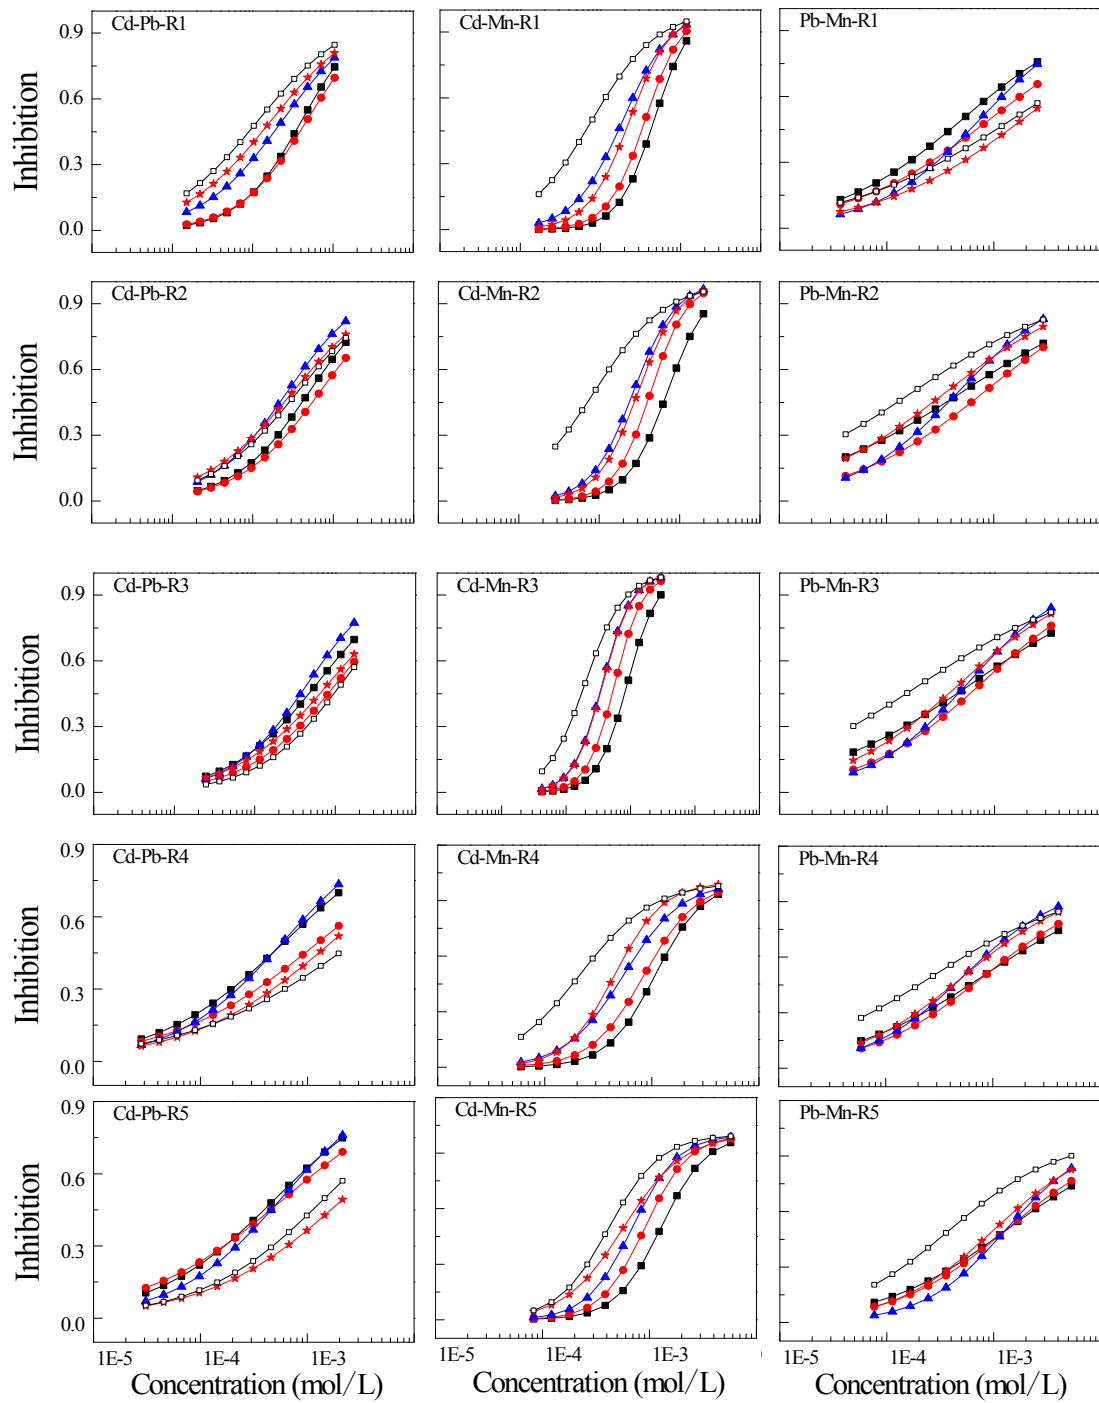 Cd-Pb-R1 Cd-Mn-R1 Pb-Mn-R1
0.9
0.6
0.3
0.0
Inhibition
Cd-Pb-R2 Cd-Mn-R2 Pb-Mn-R2
0.9
0.6
0.3
0.0
Inhibition
Cd-Pb-R3 Cd-Mn-R3 Pb-Mn-R3
0.9
0.6
0.3
0.0
Inhibition
Cd-Pb-R4 Cd-Mn-R4 Pb-Mn-R4
0.9
0.6
0.3
0.0
Inhibition
Cd-Pb-R5 Cd-Mn-R5 Pb-Mn-R5
0.9
0.6
0.3
0.0
Inhibition
1E-5 1E-4 1E-3 1E-5 1E-4 1E-3 1E-5 1E-4 1E-3
Concentration (mol/L) Concentration (mol/L) Concentration (mol/L)